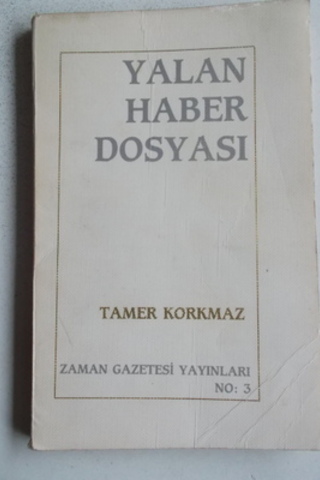 YALAN
HABER
DOSYASI
TAMER KORKMAZ
ZAMAN GAZETESİ YAYINLARI
NO: 3